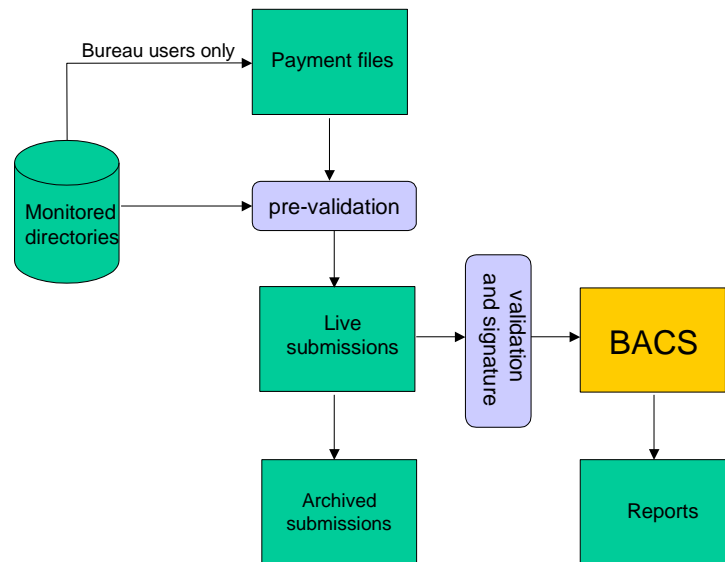 Bureau users only
Payment files
Monitored
directories
pre-validation
Live
submissions
validation
and signature
BACS
Archived
submissions
Reports